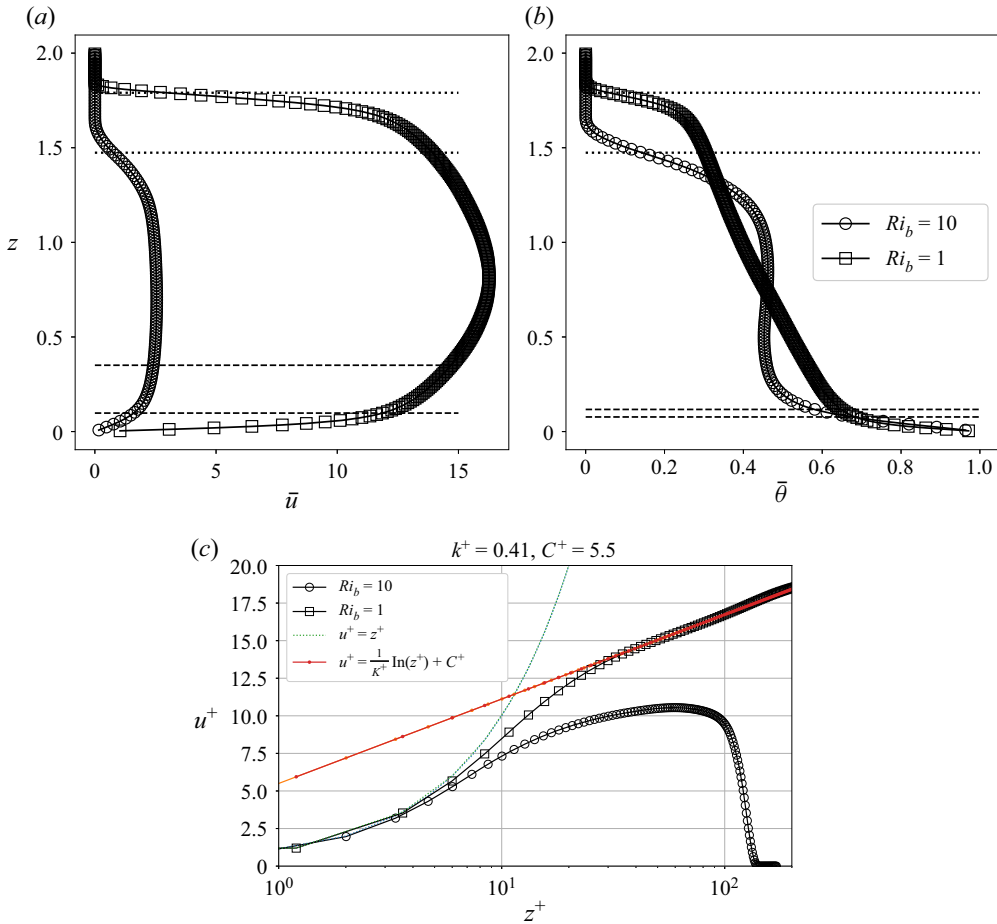 (a)
(b)
2.0
1.5
1.0
0.5
0
z
0
5
10
15
ū
2.0
1.5
1.0
0.5
0
Ri_b = 10
Ri_b = 1
0
0.2
0.4
0.6
0.8
1.0
θ̄
(c)
k⁺ = 0.41, C⁺ = 5.5
20.0
17.5
15.0
12.5
10.0
7.5
5.0
2.5
0
u⁺
Ri_b = 10
Ri_b = 1
u⁺ = z⁺
u⁺ = 1/K⁺ In(z⁺) + C⁺
10⁰
10¹
10²
z⁺